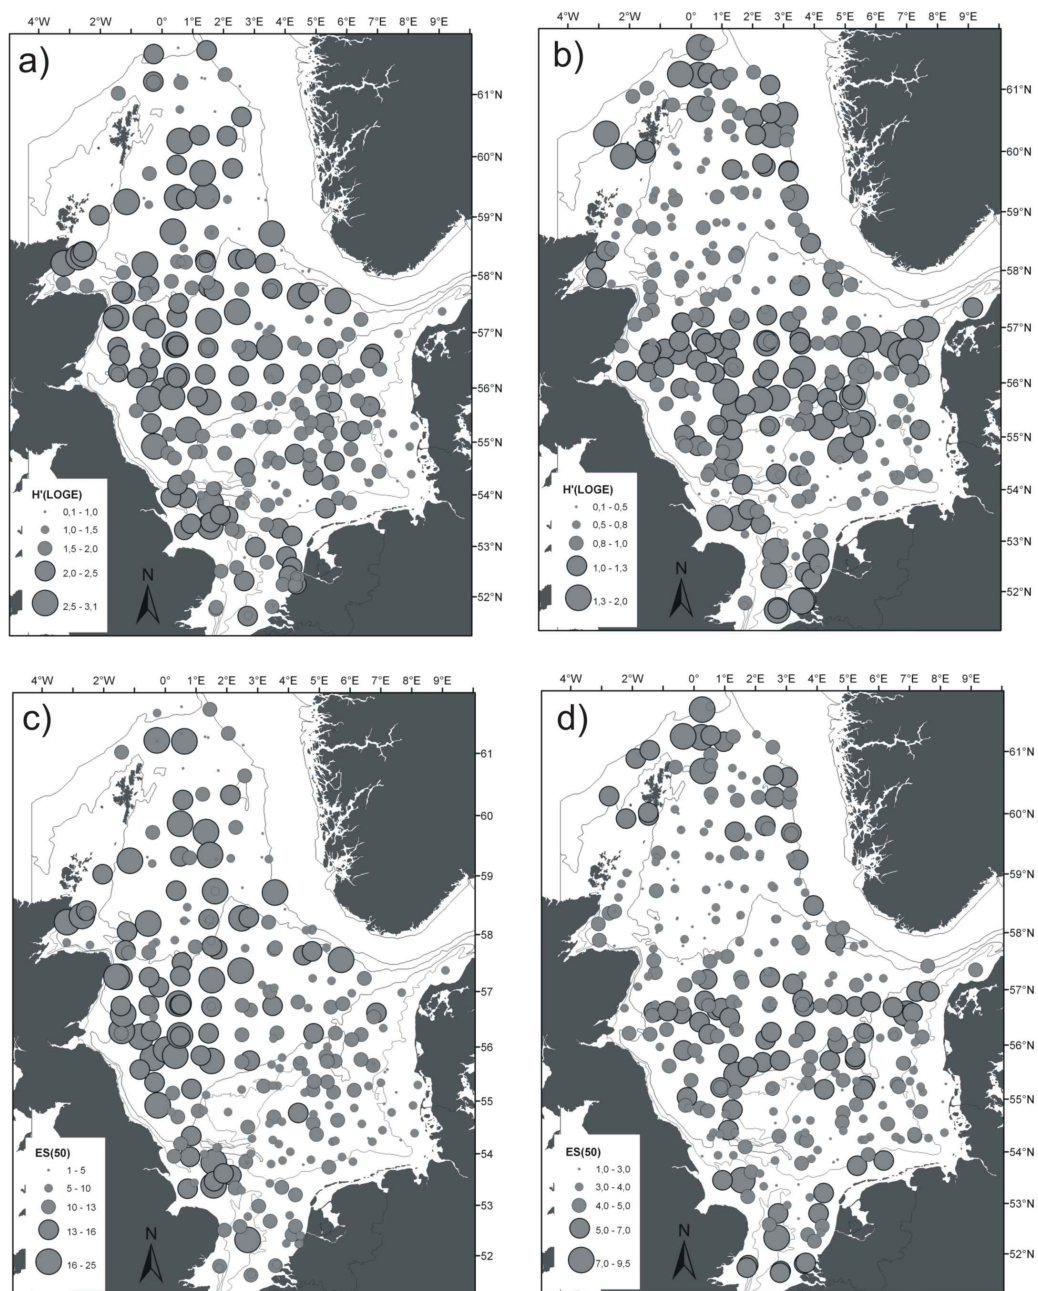 4°W 2°W 0° 1°E 2°E 3°E 4°E 5°E 6°E 7°E 9°E
4°W 2°W 0° 1°E 2°E 3°E 4°E 5°E 6°E 7°E 9°E
a)
61°N
60°N
59°N
58°N
57°N
56°N
55°N
54°N
53°N
52°N
H'(LOGE)
0,1 - 1,0
1,0 - 1,5
1,5 - 2,0
2,0 - 2,5
2,5 - 3,1
N
b)
61°N
60°N
59°N
58°N
57°N
56°N
55°N
54°N
53°N
52°N
H'(LOGE)
0,1 - 0,5
0,5 - 0,8
0,8 - 1,0
1,0 - 1,3
1,3 - 2,0
N
4°W 2°W 0° 1°E 2°E 3°E 4°E 5°E 6°E 7°E 9°E
4°W 2°W 0° 1°E 2°E 3°E 4°E 5°E 6°E 7°E 9°E
c)
61
60
59
58
57
56
55
54
53
52
ES(50)
1 - 5
5 - 10
10 - 13
13 - 16
16 - 25
N
d)
61°N
60°N
59°N
58°N
57°N
56°N
55°N
54°N
53°N
52°N
ES(50)
1,0 - 3,0
3,0 - 4,0
4,0 - 5,0
5,0 - 7,0
7,0 - 9,5
N